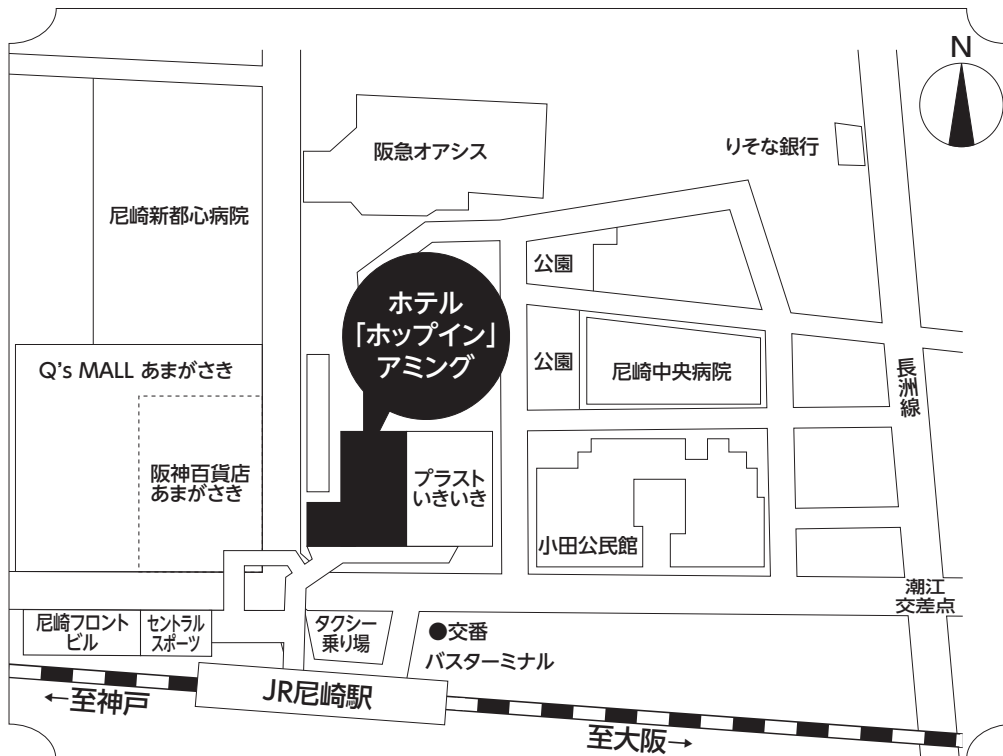 N
阪急オアシス
りそな銀行
尼崎新都心病院
公園
ホテル
「ホップイン」
アミング
Q's MALL あまがさき
公園
尼崎中央病院
長洲線
阪神百貨店
あまがさき
プラスト
いきいき
小田公民館
潮江
交差点
尼崎フロント
ビル
セントラル
スポーツ
タクシー
乗り場
●交番
バスターミナル
JR尼崎駅
←至神戸
至大阪→